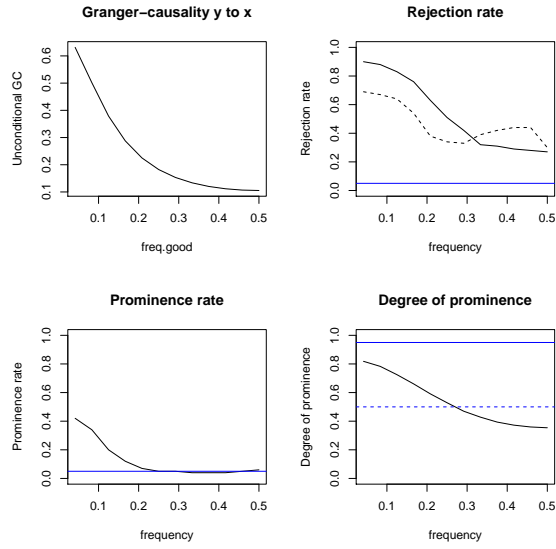 Granger−causality y to x
Unconditional GC
0.1 0.2 0.3 0.4 0.5 0.6
0.1 0.2 0.3 0.4 0.5
freq.good
Rejection rate
Rejection rate
0.0 0.2 0.4 0.6 0.8 1.0
0.1 0.2 0.3 0.4 0.5
frequency
Prominence rate
Prominence rate
0.0 0.2 0.4 0.6 0.8 1.0
0.1 0.2 0.3 0.4 0.5
frequency
Degree of prominence
Degree of prominence
0.0 0.2 0.4 0.6 0.8 1.0
0.1 0.2 0.3 0.4 0.5
frequency